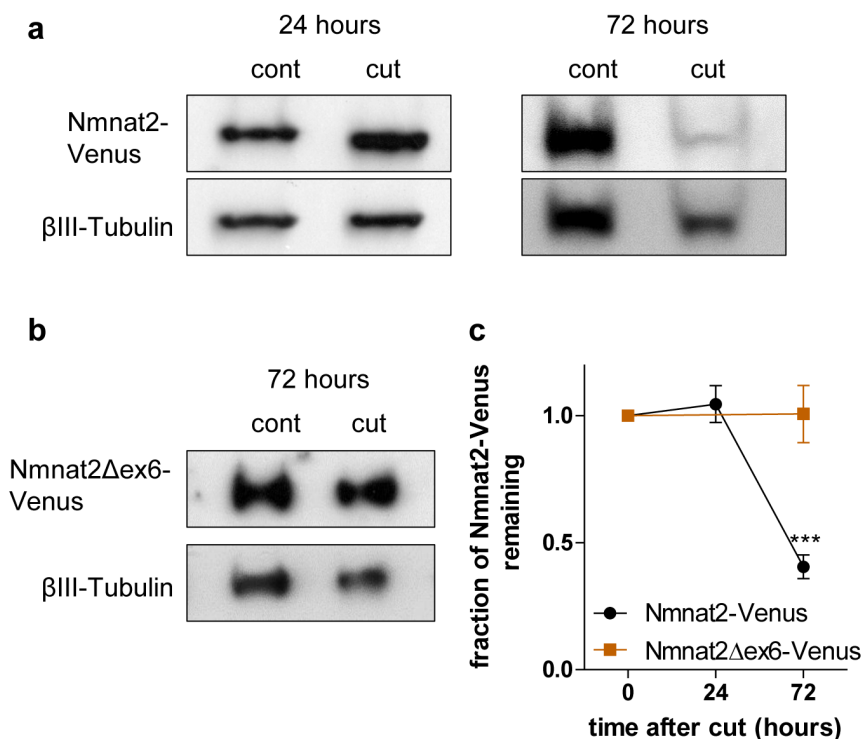 a
24 hours
72 hours
cont cut
cont cut
Nmnat2-
Venus
βIII-Tubulin
b
72 hours
cont cut
Nmnat2Δex6-
Venus
βIII-Tubulin
c
fraction of Nmnat2-Venus
remaining
1.0
0.5
0.0
***
Nmnat2-Venus
Nmnat2Δex6-Venus
0 24 72
time after cut (hours)